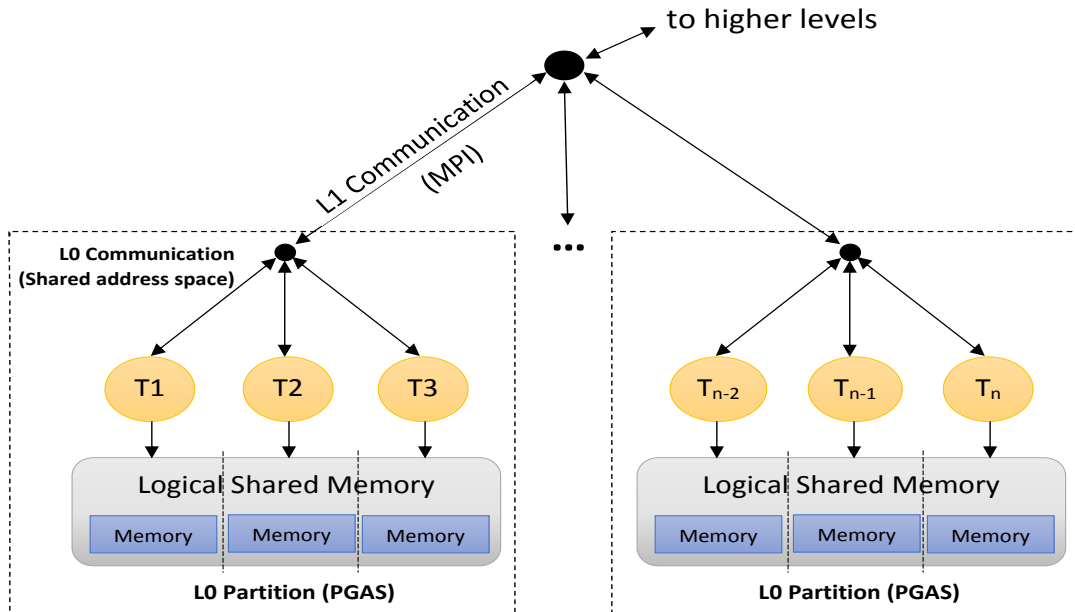 to higher levels
L1 Communication
(MPI)
...
L0 Communication
(Shared address space)
T1 T2 T3
Logical Shared Memory
Memory Memory Memory
L0 Partition (PGAS)
Tn-2 Tn-1 Tn
Logical Shared Memory
Memory Memory Memory
L0 Partition (PGAS)